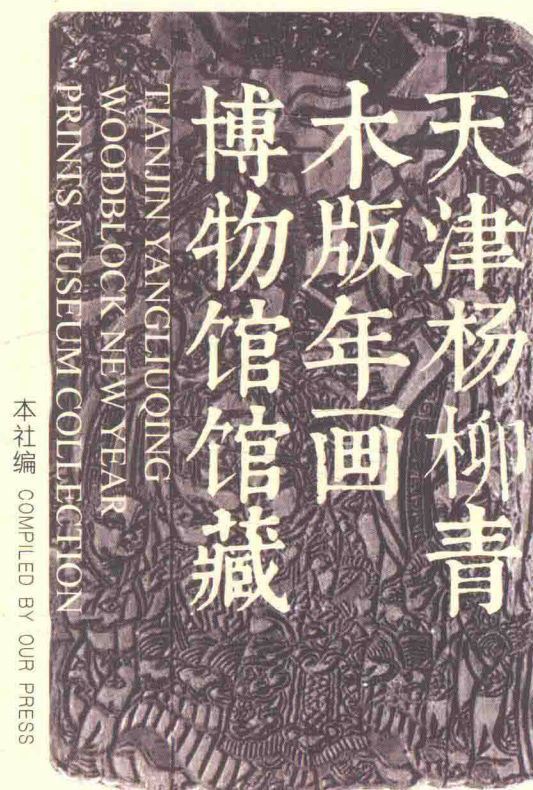 天津杨柳青
木版年画
博物馆馆藏
TIANJIN YANGLIUQING
WOODBLOCK NEW YEAR
PRINTS MUSEUM COLLECTION
本社编 COMPILED BY OUR PRESS